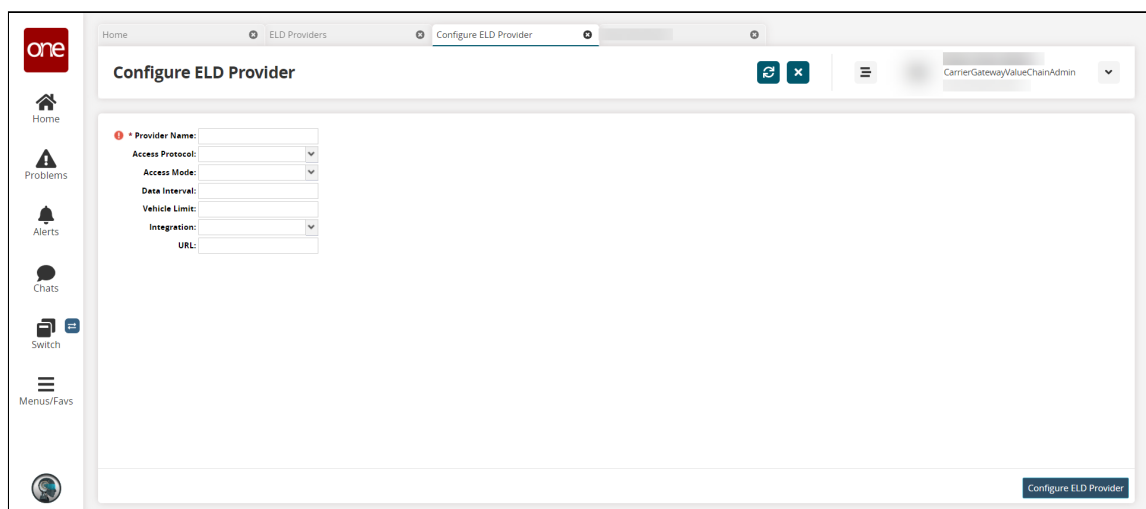 one
Home
Problems
Alerts
Chats
Switch
Menus/Favs
Home
ELD Providers
Configure ELD Provider
Configure ELD Provider
CarrierGatewayValueChainAdmin
* Provider Name:
Access Protocol:
Access Mode:
Data Interval:
Vehicle Limit:
Integration:
URL:
Configure ELD Provider